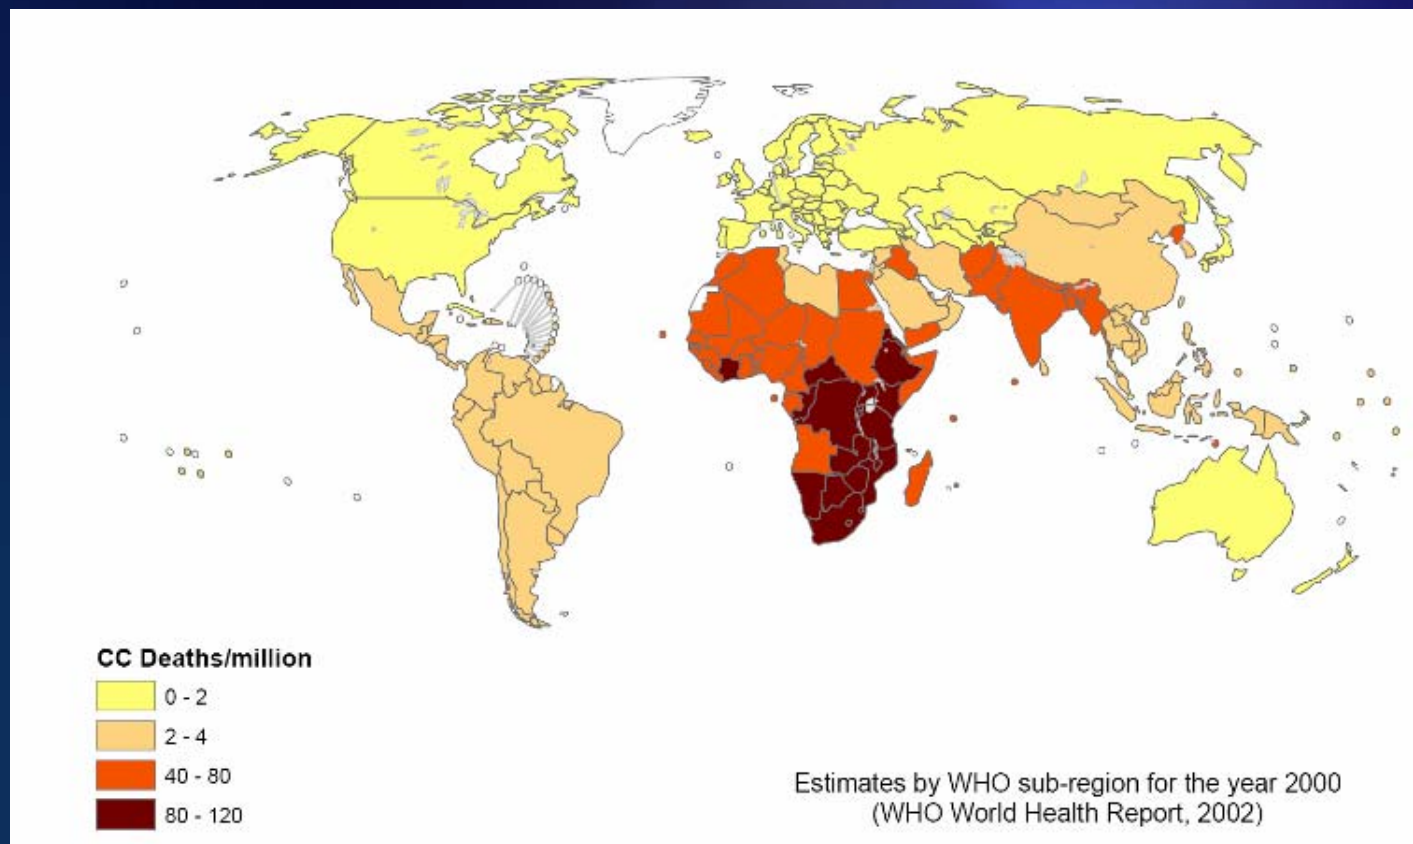 CC Deaths/million
0 - 2
2 - 4
40 - 80
80 - 120
Estimates by WHO sub-region for the year 2000
(WHO World Health Report, 2002)